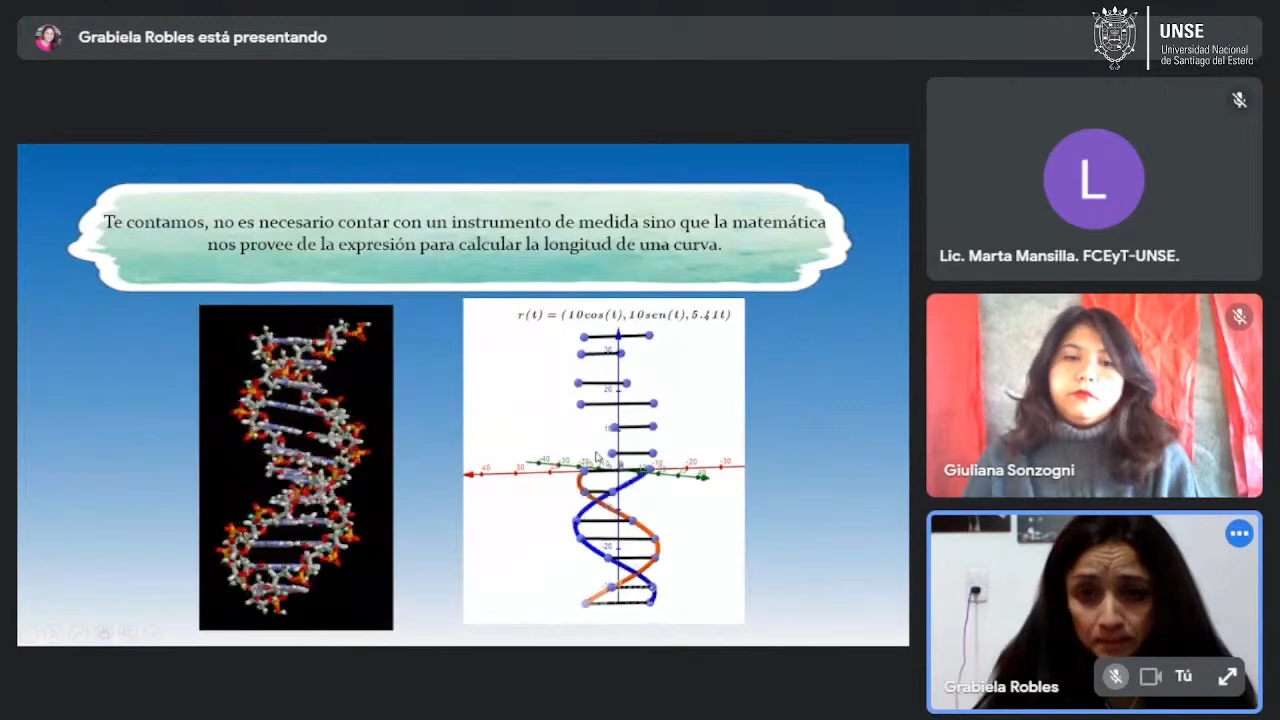 Grabiela Robles está presentando
UNSE
Universidad Nacional
de Santiago del Estero
Te contamos, no es necesario contar con un instrumento de medida sino que la matemática
nos provee de la expresión para calcular la longitud de una curva.
r(t) = (10cos(t), 10sen(t), 5.41t)
L
Lic. Marta Mansilla. FCEyT-UNSE.
Giuliana Sonzogni
Grabiela Robles
Tú